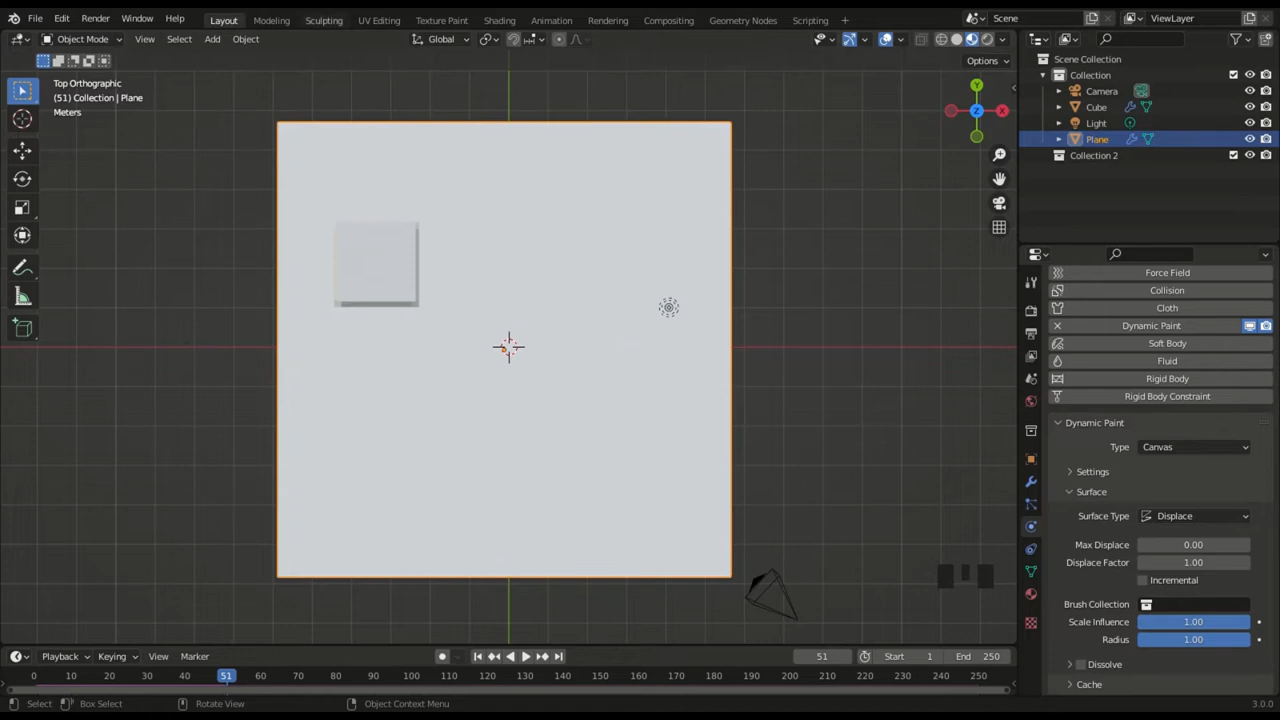 File Edit Render Window Help Layout Modeling Sculpting UV Editing Texture Paint Shading Animation Rendering Compositing Geometry Nodes Scripting + Scene ViewLayer
Object Mode View Select Add Object Global
Options
Top Orthographic
(51) Collection | Plane
Meters
Y
Z
X
Scene Collection
Collection
Camera
Cube
Light
Plane
Collection 2
Force Field
Collision
Cloth
Dynamic Paint
Soft Body
Fluid
Rigid Body
Rigid Body Constraint
Dynamic Paint
Type Canvas
Settings
Surface
Surface Type Displace
Max Displace 0.00
Displace Factor 1.00
Incremental
Brush Collection
Scale Influence 1.00
Radius 1.00
Dissolve
Cache
Playback Keying View Marker 51 Start 1 End 250
0 10 20 30 40 51 60 70 80 90 100 110 120 130 140 150 160 170 180 190 200 210 220 230 240 250
Select Box Select Rotate View Object Context Menu 3.0.0